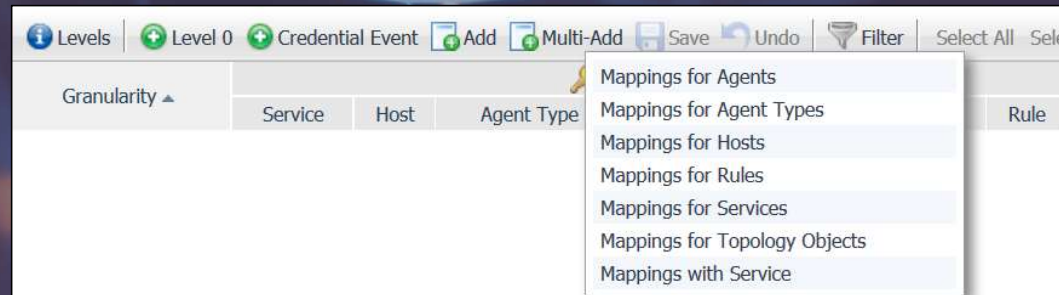 Levels Level 0 Credential Event Add Multi-Add Save Undo Filter Select All
Granularity
Service Host Agent Type Rule
Mappings for Agents
Mappings for Agent Types
Mappings for Hosts
Mappings for Rules
Mappings for Services
Mappings for Topology Objects
Mappings with Service